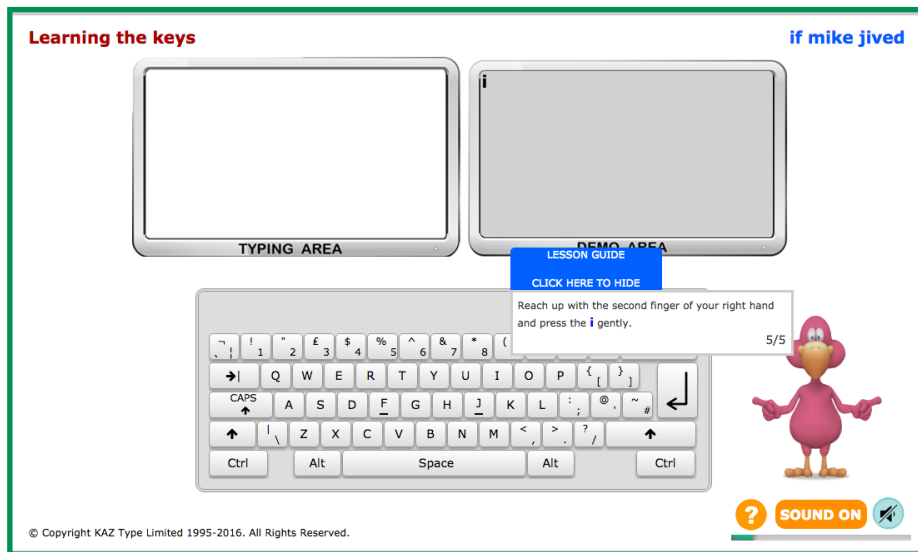 Learning the keys
if mike jived
i
TYPING AREA
DEMO AREA
LESSON GUIDE
CLICK HERE TO HIDE
Reach up with the second finger of your right hand
and press the i gently.
5/5
¬ ¦ ` ! 1 " 2 £ 3 $ 4 % 5 ^ 6 & 7 * 8 (
Q W E R T Y U I O P { [ } ]
CAPS A S D F G H J K L : ; @ ' ~ #
| \ Z X C V B N M < , > . ? /
Ctrl Alt Space Alt Ctrl
? SOUND ON
© Copyright KAZ Type Limited 1995-2016. All Rights Reserved.